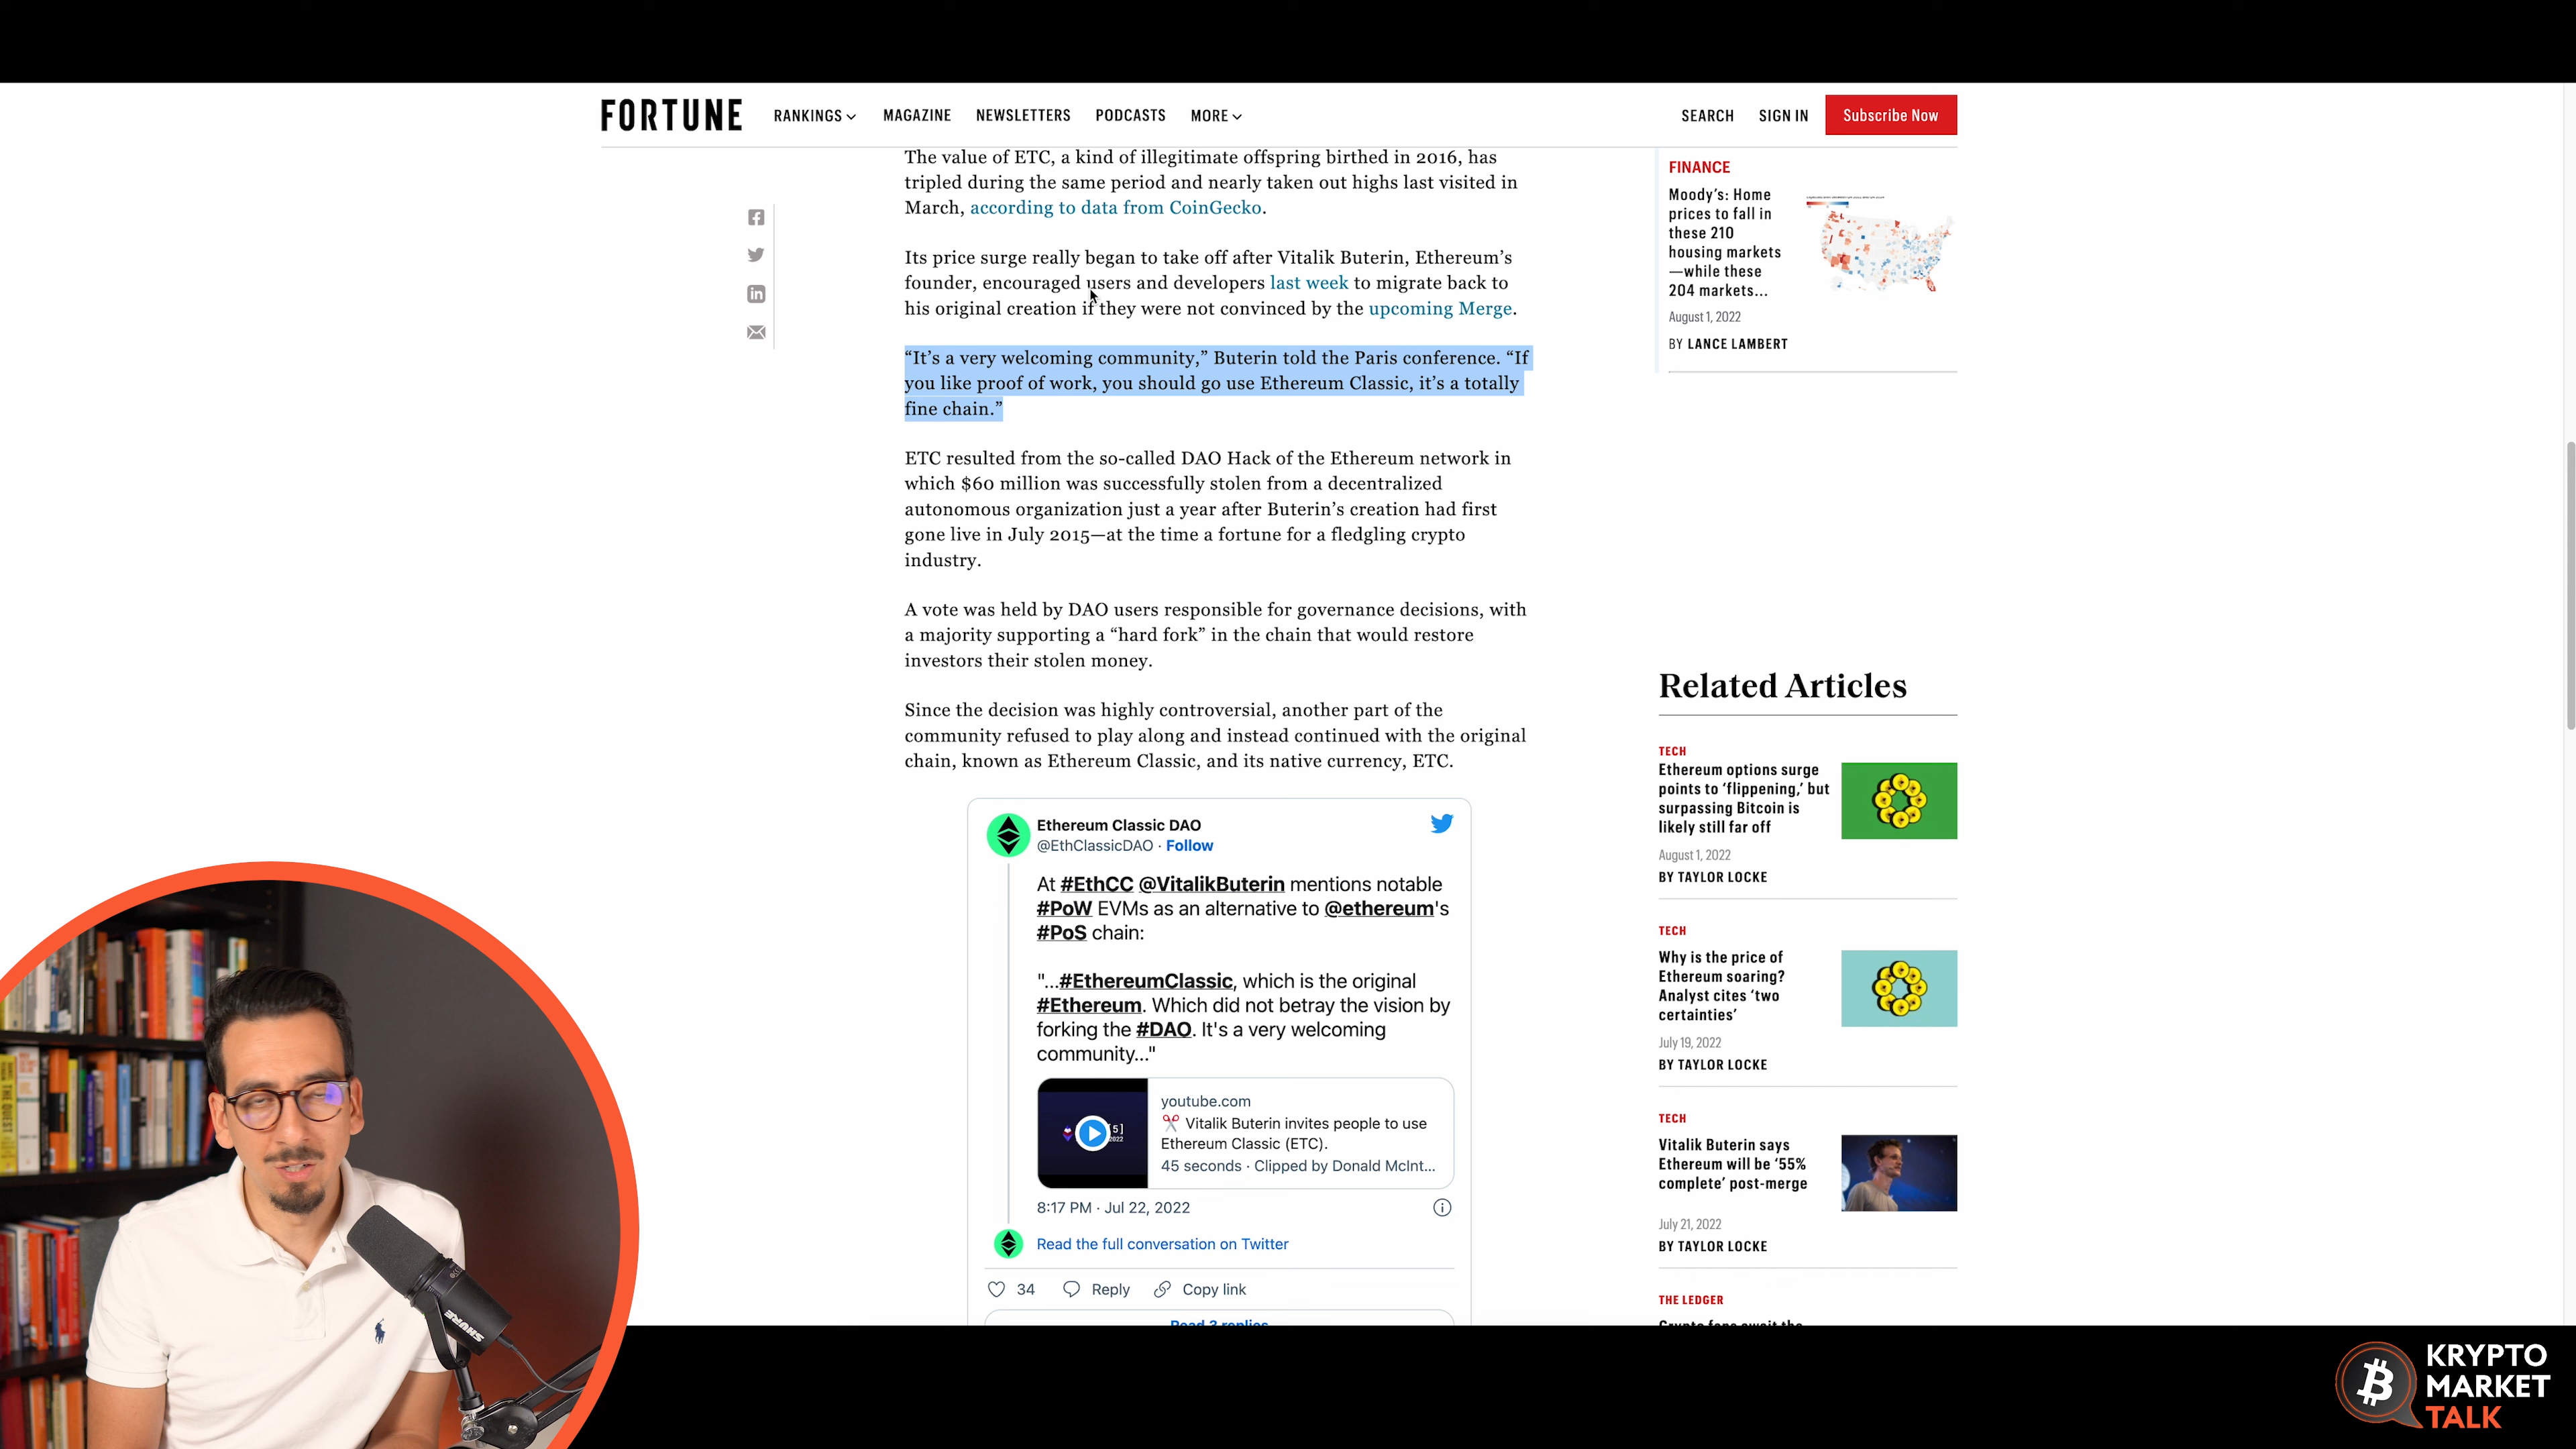 FORTUNE
RANKINGS MAGAZINE NEWSLETTERS PODCASTS MORE SEARCH SIGN IN Subscribe Now
The value of ETC, a kind of illegitimate offspring birthed in 2016, has
tripled during the same period and nearly taken out highs last visited in
March, according to data from CoinGecko.
Its price surge really began to take off after Vitalik Buterin, Ethereum’s
founder, encouraged users and developers last week to migrate back to
his original creation if they were not convinced by the upcoming Merge.
“It’s a very welcoming community,” Buterin told the Paris conference. “If
you like proof of work, you should go use Ethereum Classic, it’s a totally
fine chain.”
ETC resulted from the so-called DAO Hack of the Ethereum network in
which $60 million was successfully stolen from a decentralized
autonomous organization just a year after Buterin’s creation had first
gone live in July 2015—at the time a fortune for a fledgling crypto
industry.
A vote was held by DAO users responsible for governance decisions, with
a majority supporting a “hard fork” in the chain that would restore
investors their stolen money.
Since the decision was highly controversial, another part of the
community refused to play along and instead continued with the original
chain, known as Ethereum Classic, and its native currency, ETC.
Ethereum Classic DAO
@EthClassicDAO · Follow
At #EthCC @VitalikButerin mentions notable
#PoW EVMs as an alternative to @ethereum's
#PoS chain:
"...#EthereumClassic, which is the original
#Ethereum. Which did not betray the vision by
forking the #DAO. It's a very welcoming
community..."
youtube.com
Vitalik Buterin invites people to use
Ethereum Classic (ETC).
45 seconds · Clipped by Donald McInt...
8:17 PM · Jul 22, 2022
Read the full conversation on Twitter
34 Reply Copy link
Read 3 replies
FINANCE
Moody’s: Home
prices to fall in
these 210
housing markets
—while these
204 markets...
August 1, 2022
BY LANCE LAMBERT
Related Articles
TECH
Ethereum options surge
points to ‘flippening,’ but
surpassing Bitcoin is
likely still far off
August 1, 2022
BY TAYLOR LOCKE
TECH
Why is the price of
Ethereum soaring?
Analyst cites ‘two
certainties’
July 19, 2022
BY TAYLOR LOCKE
TECH
Vitalik Buterin says
Ethereum will be ‘55%
complete’ post-merge
July 21, 2022
BY TAYLOR LOCKE
THE LEDGER
Crypto fans await the
SHURE
THE QUEST
KRYPTO
MARKET
TALK